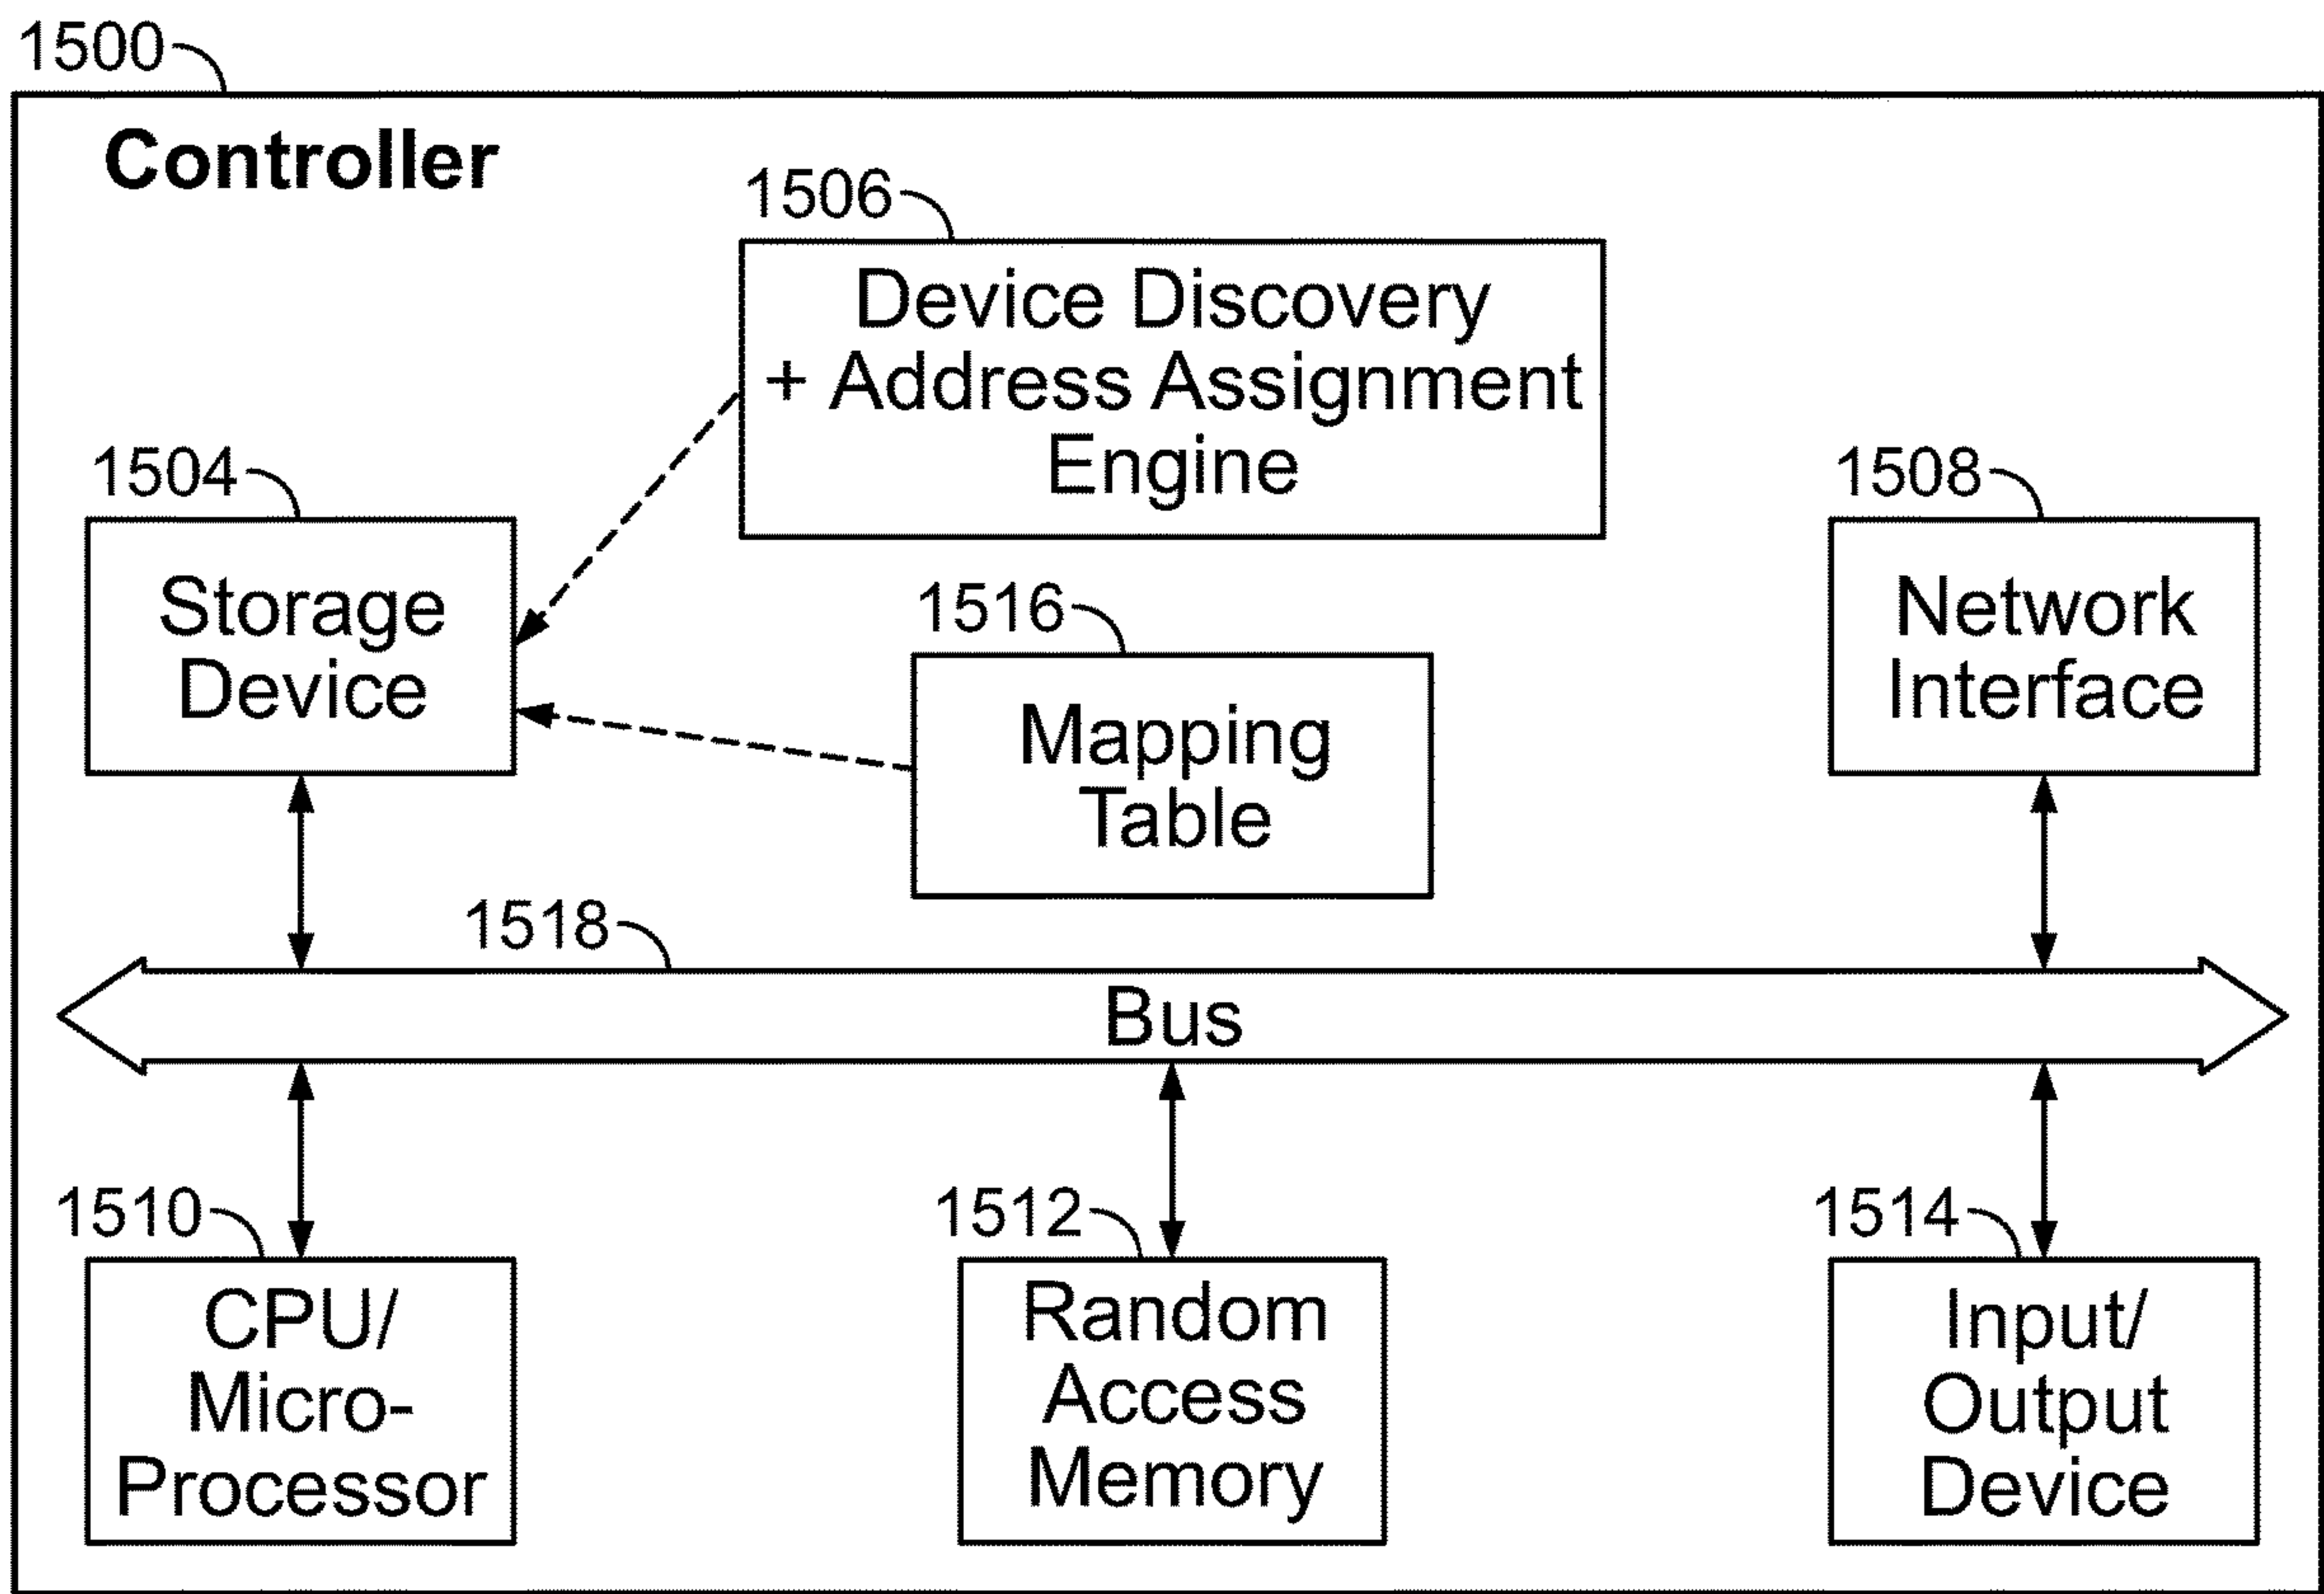 1500
Controller
1506
Device Discovery
+ Address Assignment
Engine
1504
Storage
Device
1508
Network
Interface
1516
Mapping
Table
1518
Bus
1510
CPU/
Micro-
Processor
1512
Random
Access
Memory
1514
Input/
Output
Device